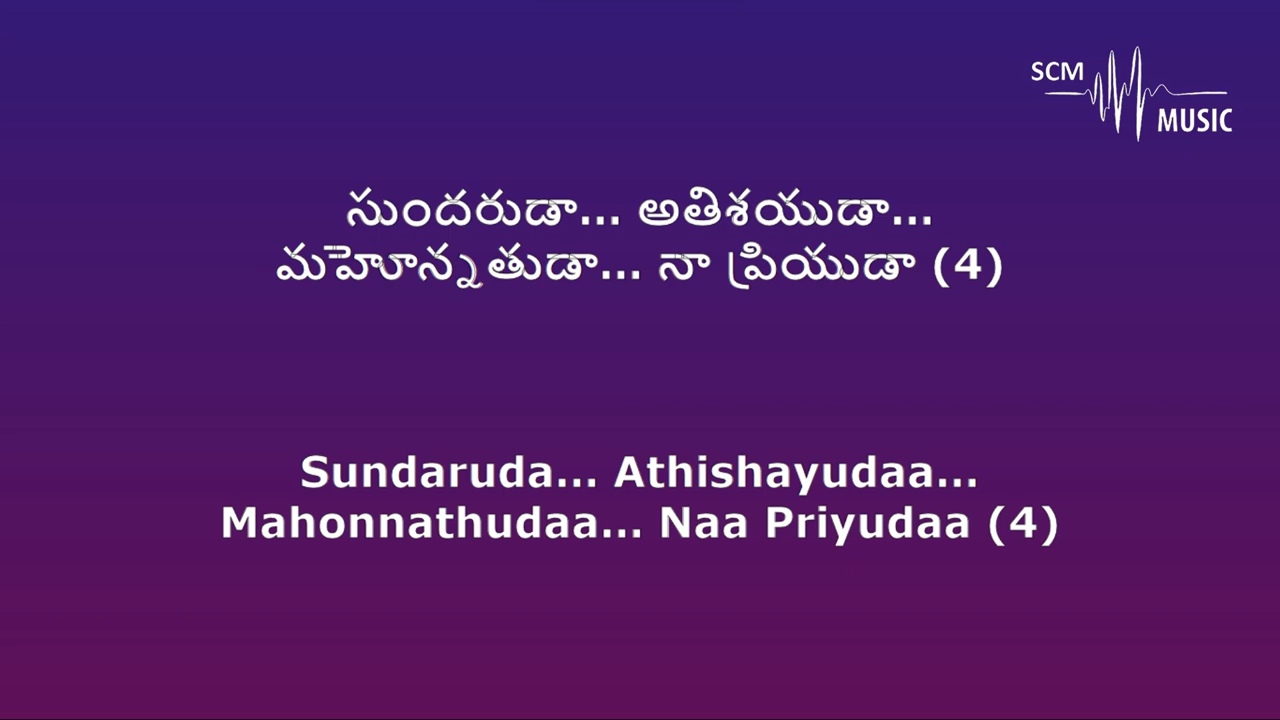 SCM
MUSIC
సుందరుడా... అతిశయుడా...
మహోన్నతుడా... నా ప్రియుడా (4)
Sundaruda... Athishayudaa...
Mahonnathudaa... Naa Priyudaa (4)